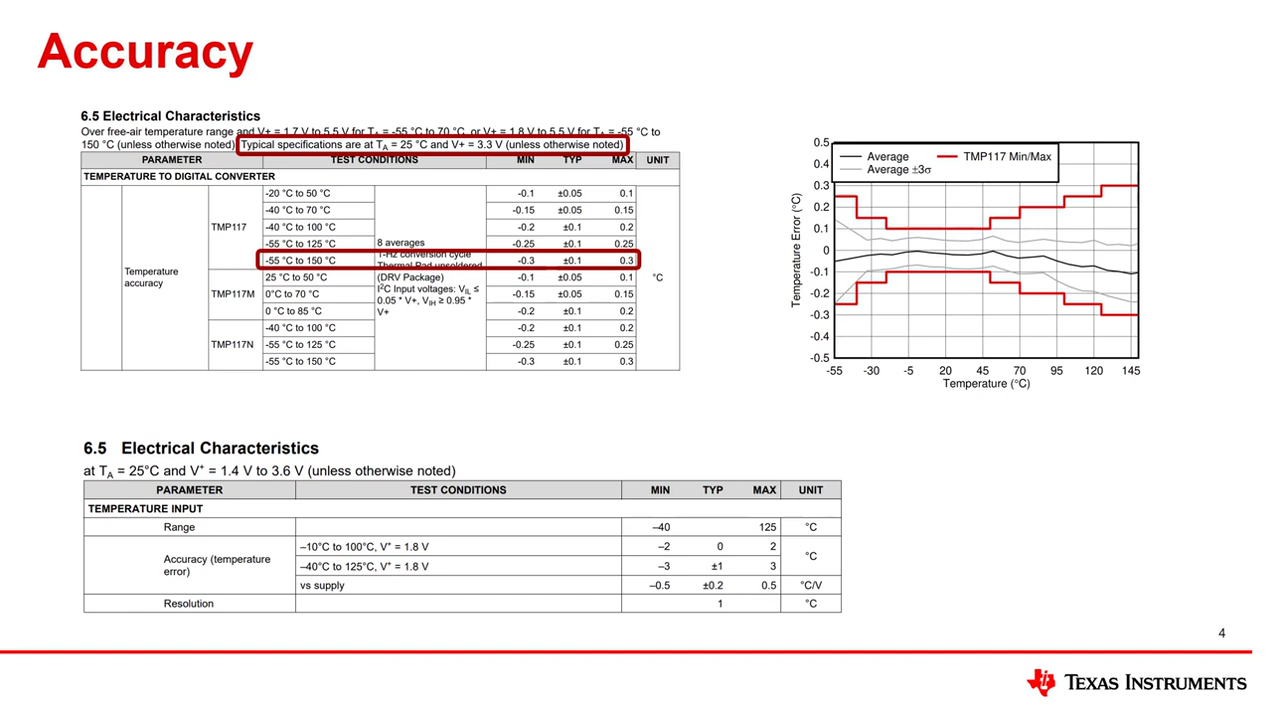 Accuracy
6.5 Electrical Characteristics
Over free-air temperature range and V+ = 1.7 V to 5.5 V for TA = -55 °C to 70 °C, or V+ = 1.8 V to 5.5 V for TA = -55 °C to
150 °C (unless otherwise noted) Typical specifications are at TA = 25 °C and V+ = 3.3 V (unless otherwise noted)
PARAMETER TEST CONDITIONS MIN TYP MAX UNIT
TEMPERATURE TO DIGITAL CONVERTER
Temperature
accuracy
TMP117
-20 °C to 50 °C -0.1 ±0.05 0.1
-40 °C to 70 °C -0.15 ±0.05 0.15
-40 °C to 100 °C -0.2 ±0.1 0.2
-55 °C to 125 °C -0.25 ±0.1 0.25
-55 °C to 150 °C -0.3 ±0.1 0.3
TMP117M
25 °C to 50 °C -0.1 ±0.05 0.1
0°C to 70 °C -0.15 ±0.05 0.15
0 °C to 85 °C -0.2 ±0.1 0.2
TMP117N
-40 °C to 100 °C -0.2 ±0.1 0.2
-55 °C to 125 °C -0.25 ±0.1 0.25
-55 °C to 150 °C -0.3 ±0.1 0.3
8 averages
1-Hz conversion cycle
Thermal Pad unsoldered
(DRV Package)
I²C Input voltages: VIL ≤
0.05 * V+, VIH ≥ 0.95 *
V+
°C
Average TMP117 Min/Max
Average ±3σ
Temperature Error (°C)
0.5
0.4
0.3
0.2
0.1
0
-0.1
-0.2
-0.3
-0.4
-0.5
-55 -30 -5 20 45 70 95 120 145
Temperature (°C)
6.5 Electrical Characteristics
at TA = 25°C and V⁺ = 1.4 V to 3.6 V (unless otherwise noted)
PARAMETER TEST CONDITIONS MIN TYP MAX UNIT
TEMPERATURE INPUT
Range –40 125 °C
Accuracy (temperature
error)
–10°C to 100°C, V⁺ = 1.8 V –2 0 2
–40°C to 125°C, V⁺ = 1.8 V –3 ±1 3
°C
vs supply –0.5 ±0.2 0.5 °C/V
Resolution 1 °C
4
TEXAS INSTRUMENTS